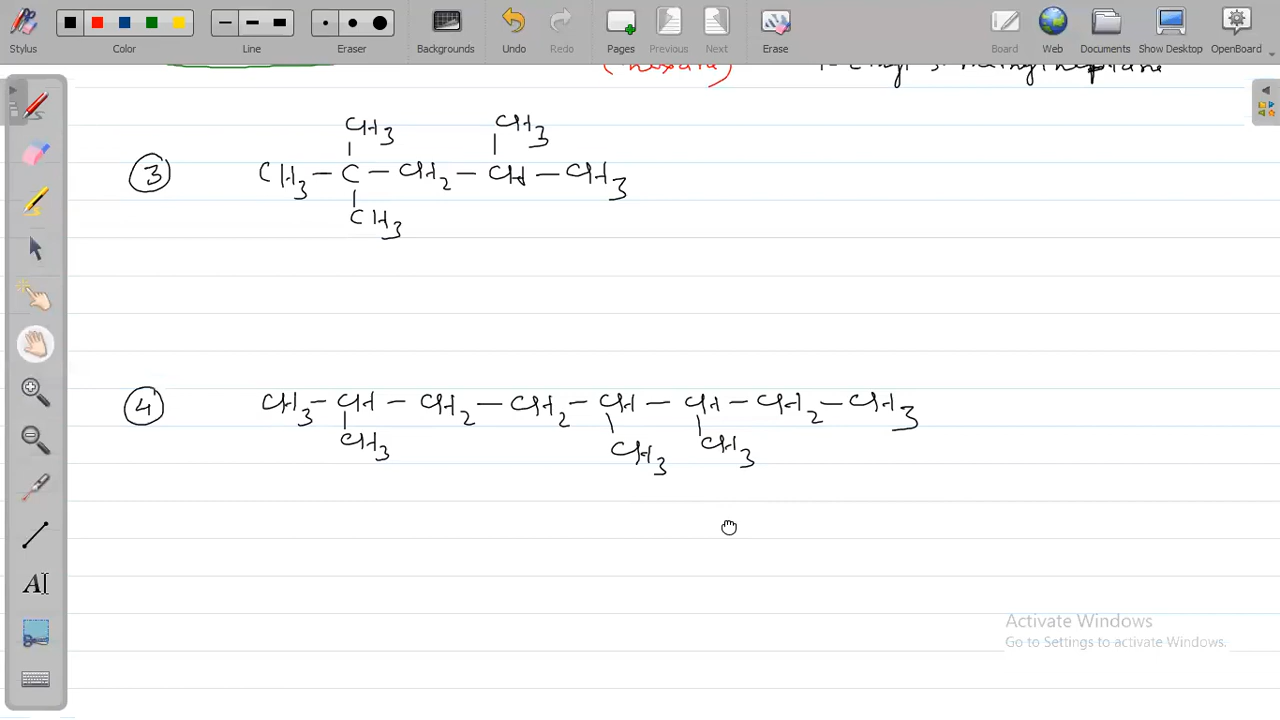 Stylus Color Line Eraser Backgrounds Undo Redo Pages Previous Next Erase Board Web Documents Show Desktop OpenBoard
CH3 CH3
③ CH3 — C — CH2 — CH — CH3
CH3
④ CH3 — CH — CH2 — CH2 — CH — CH — CH2 — CH3
CH3 CH3 CH3
Activate Windows
Go to Settings to activate Windows.